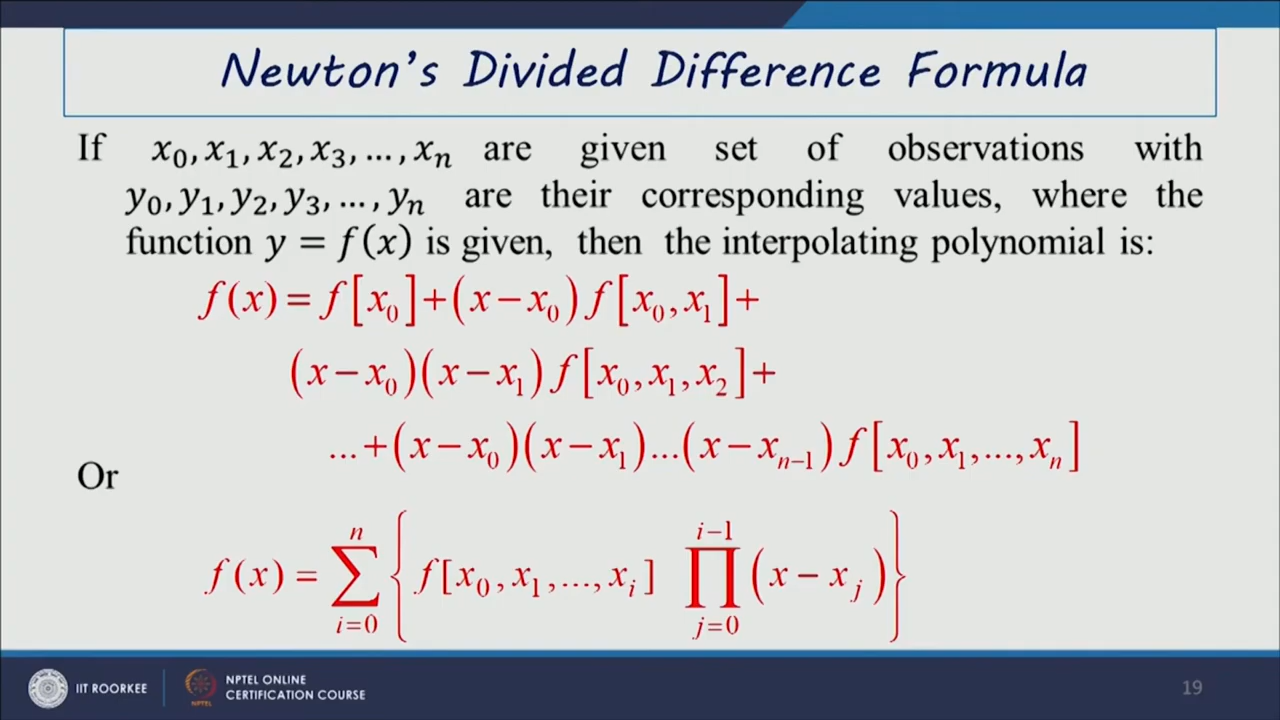 Newton's Divided Difference Formula
If x₀, x₁, x₂, x₃, ..., xₙ are given set of observations with
y₀, y₁, y₂, y₃, ..., yₙ are their corresponding values, where the
function y = f(x) is given, then the interpolating polynomial is:
f(x) = f[x₀] + (x − x₀) f[x₀, x₁] +
(x − x₀)(x − x₁) f[x₀, x₁, x₂] +
... + (x − x₀)(x − x₁)...(x − xₙ₋₁) f[x₀, x₁, ..., xₙ]
Or
f(x) = ∑_{i=0}^{n} { f[x₀, x₁, ..., xᵢ] ∏_{j=0}^{i−1} (x − xⱼ) }
IIT ROORKEE
NPTEL
NPTEL ONLINE
CERTIFICATION COURSE
19